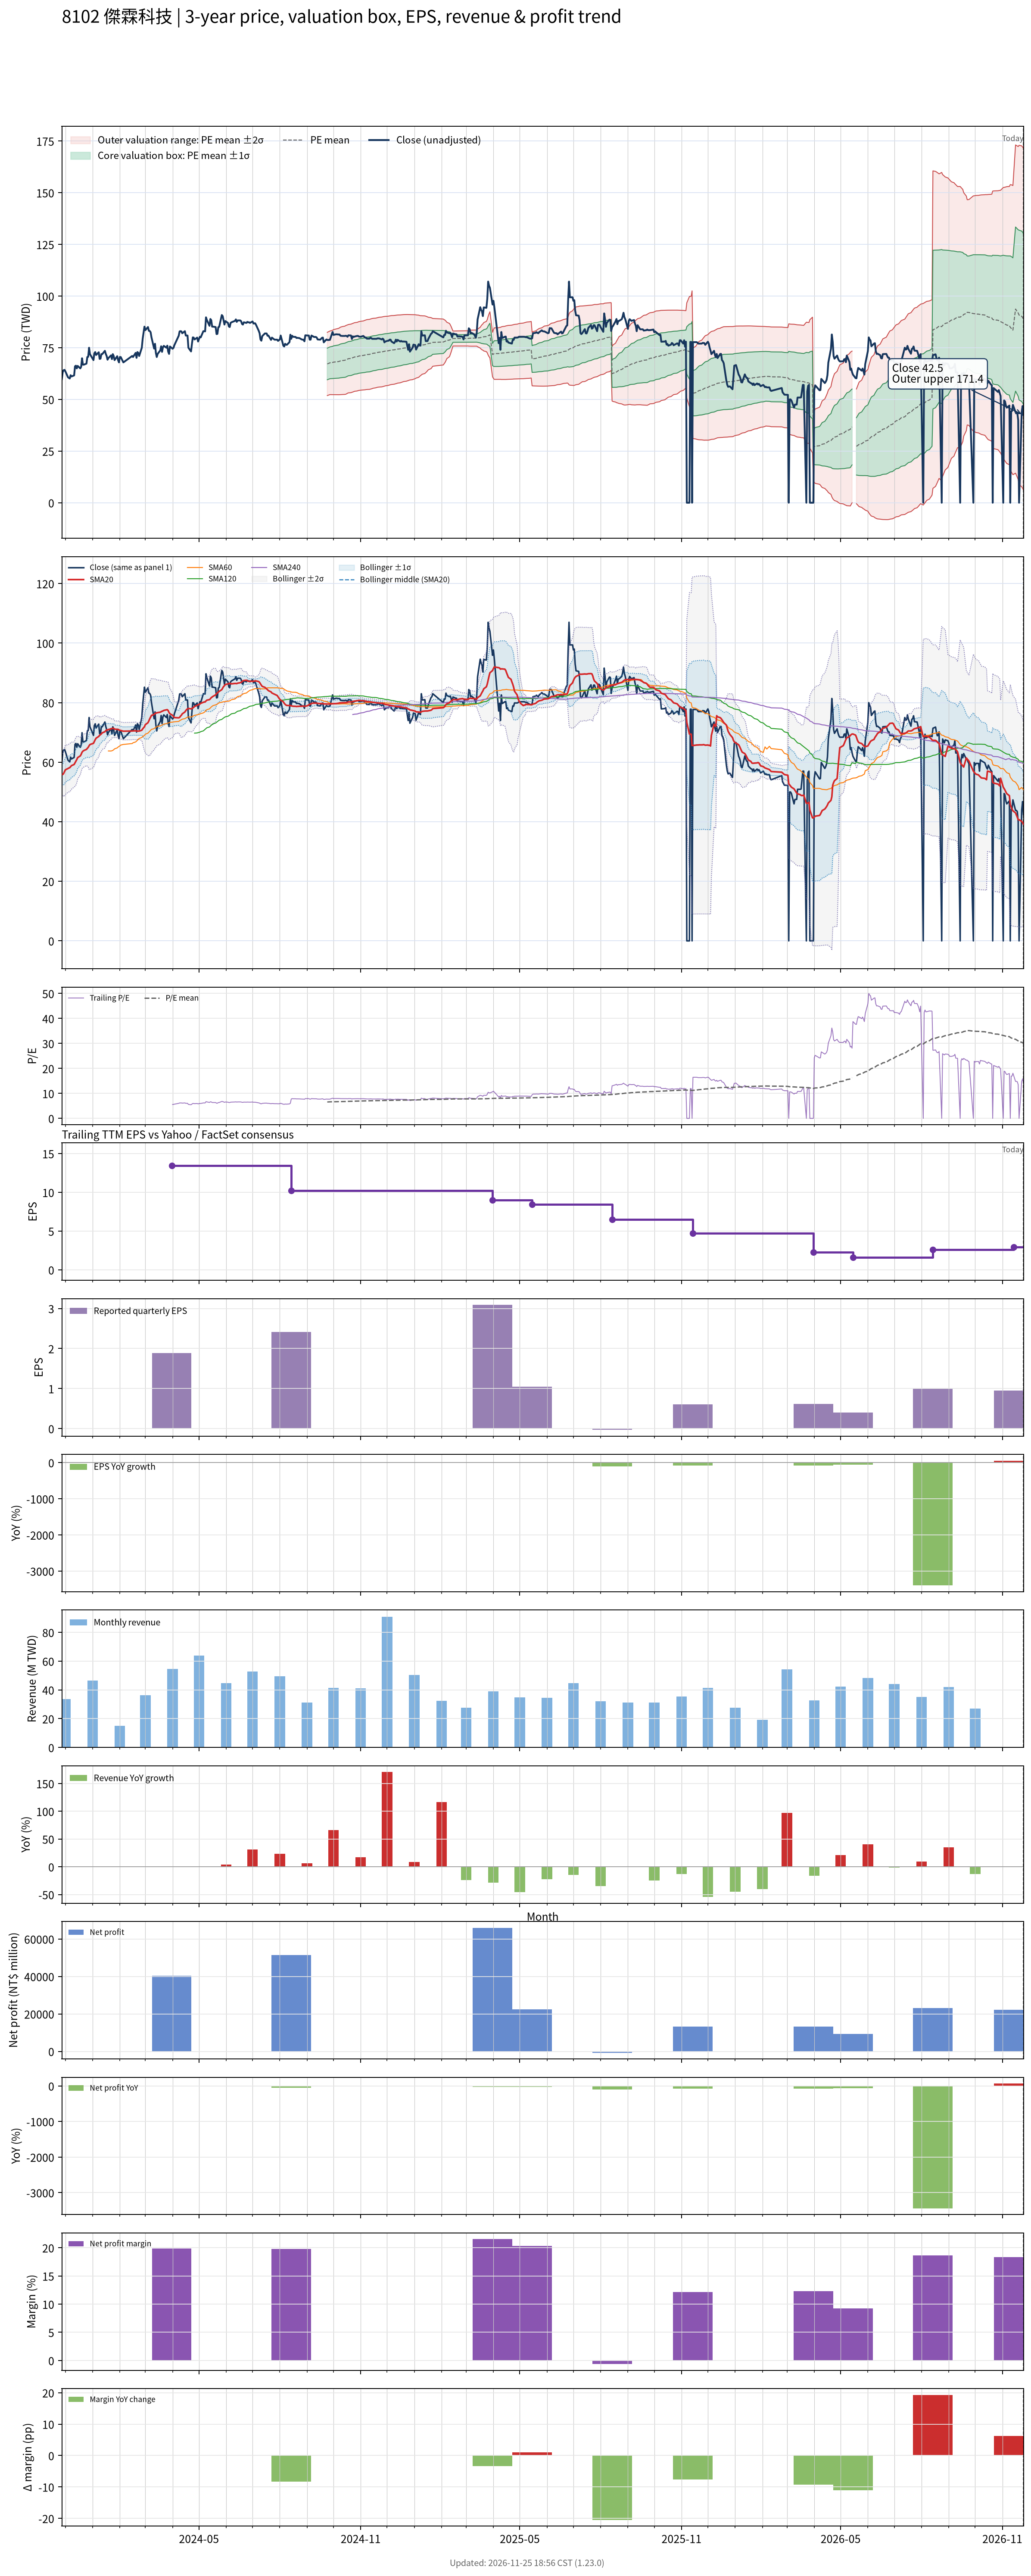 8102 傑霖科技 | 3-year price, valuation box, EPS, revenue & profit trend
Outer valuation range: PE mean ±2σ
PE mean
Close (unadjusted)
Core valuation box: PE mean ±1σ
Today
Price (TWD)
175
150
125
100
75
50
25
0
Close 42.5
Outer upper 171.4
Close (same as panel 1)
SMA60
SMA240
Bollinger ±1σ
SMA20
SMA120
Bollinger ±2σ
Bollinger middle (SMA20)
Price
120
100
80
60
40
20
0
Trailing P/E
P/E mean
P/E
50
40
30
20
10
0
Trailing TTM EPS vs Yahoo / FactSet consensus
Today
EPS
15
10
5
0
Reported quarterly EPS
EPS
3
2
1
0
EPS YoY growth
YoY (%)
0
-1000
-2000
-3000
Monthly revenue
Revenue (M TWD)
80
60
40
20
0
Revenue YoY growth
YoY (%)
150
100
50
0
-50
Month
Net profit
Net profit (NT$ million)
60000
40000
20000
0
Net profit YoY
YoY (%)
0
-1000
-2000
-3000
Net profit margin
Margin (%)
20
15
10
5
0
Margin YoY change
Δ margin (pp)
20
10
0
-10
-20
2024-05
2024-11
2025-05
2025-11
2026-05
2026-11
Updated: 2026-11-25 18:56 CST (1.23.0)